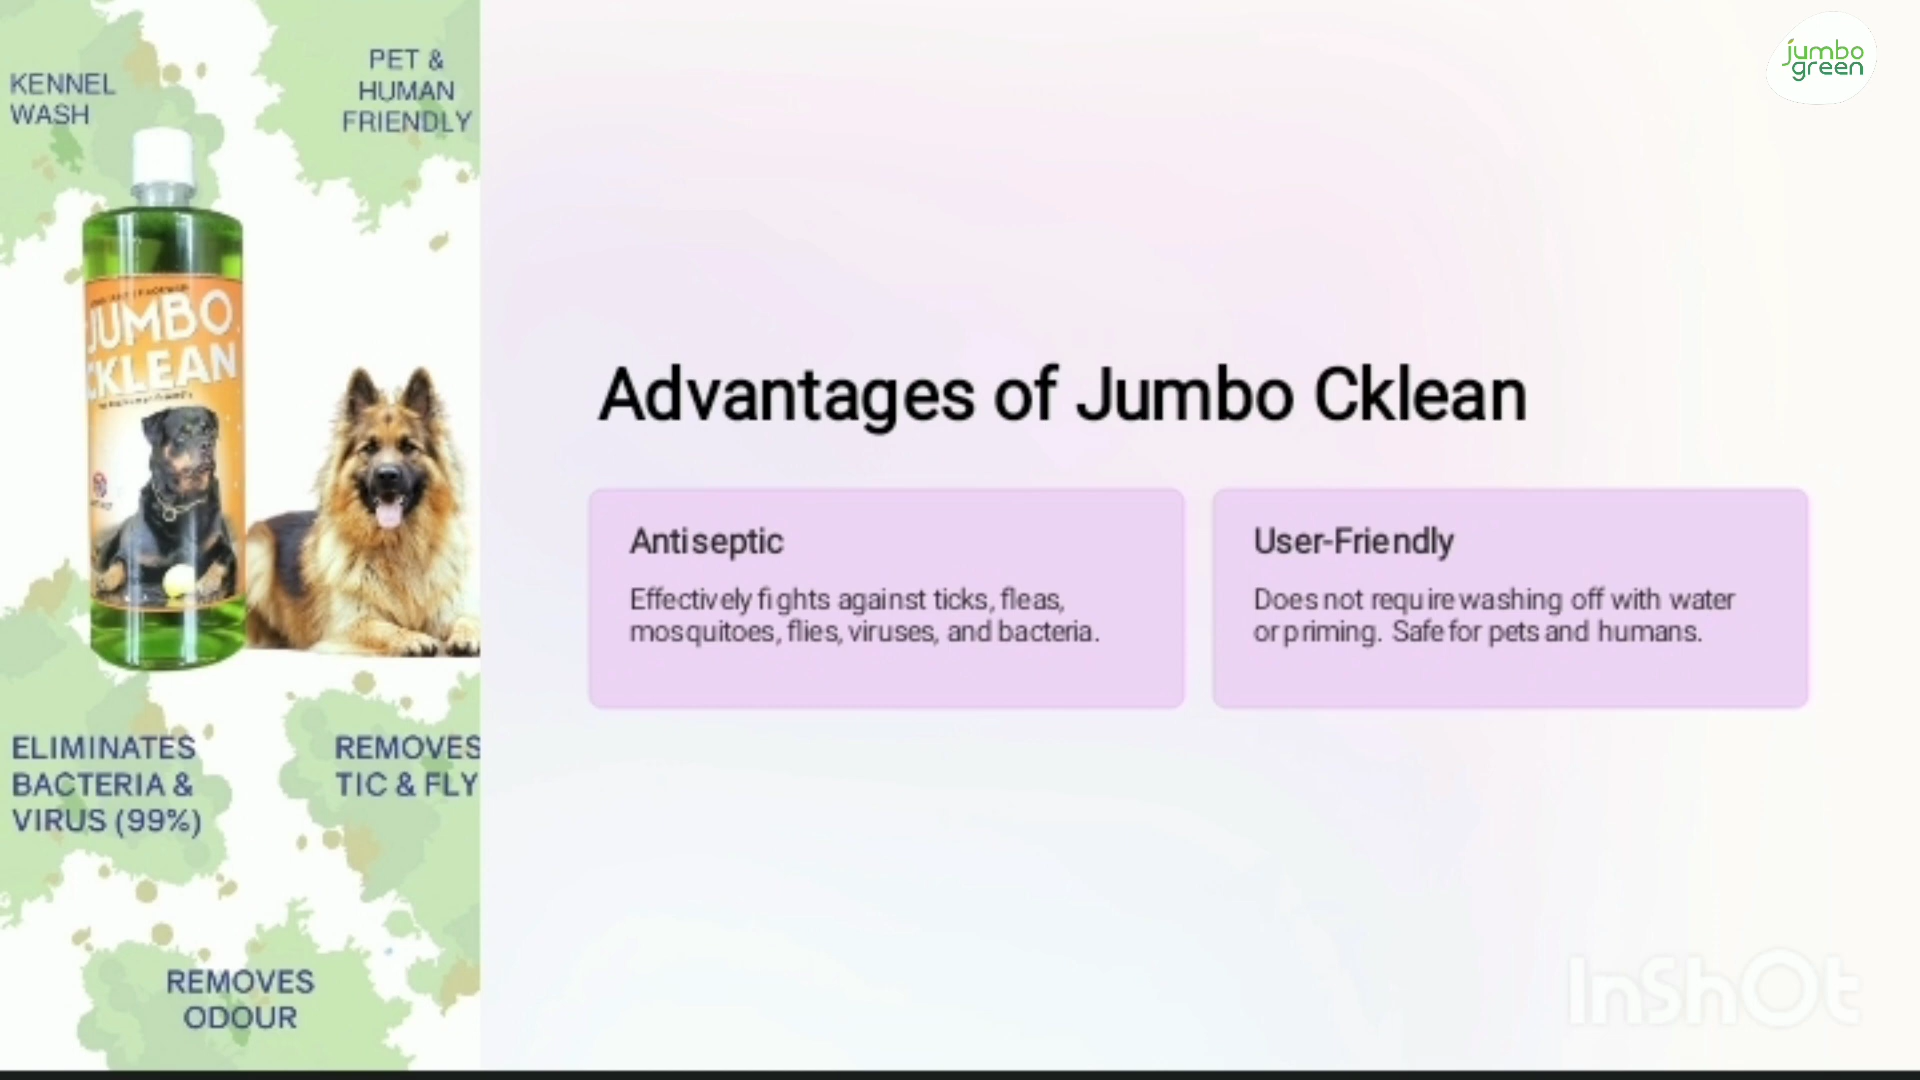 KENNEL
WASH
PET &
HUMAN
FRIENDLY
JUMBO
CKLEAN
ELIMINATES
BACTERIA &
VIRUS (99%)
REMOVES
TIC & FLY
REMOVES
ODOUR
jumbo
green
Advantages of Jumbo Cklean
Antiseptic
Effectively fights against ticks, fleas,
mosquitoes, flies, viruses, and bacteria.
User-Friendly
Does not require washing off with water
or priming. Safe for pets and humans.
InShOt